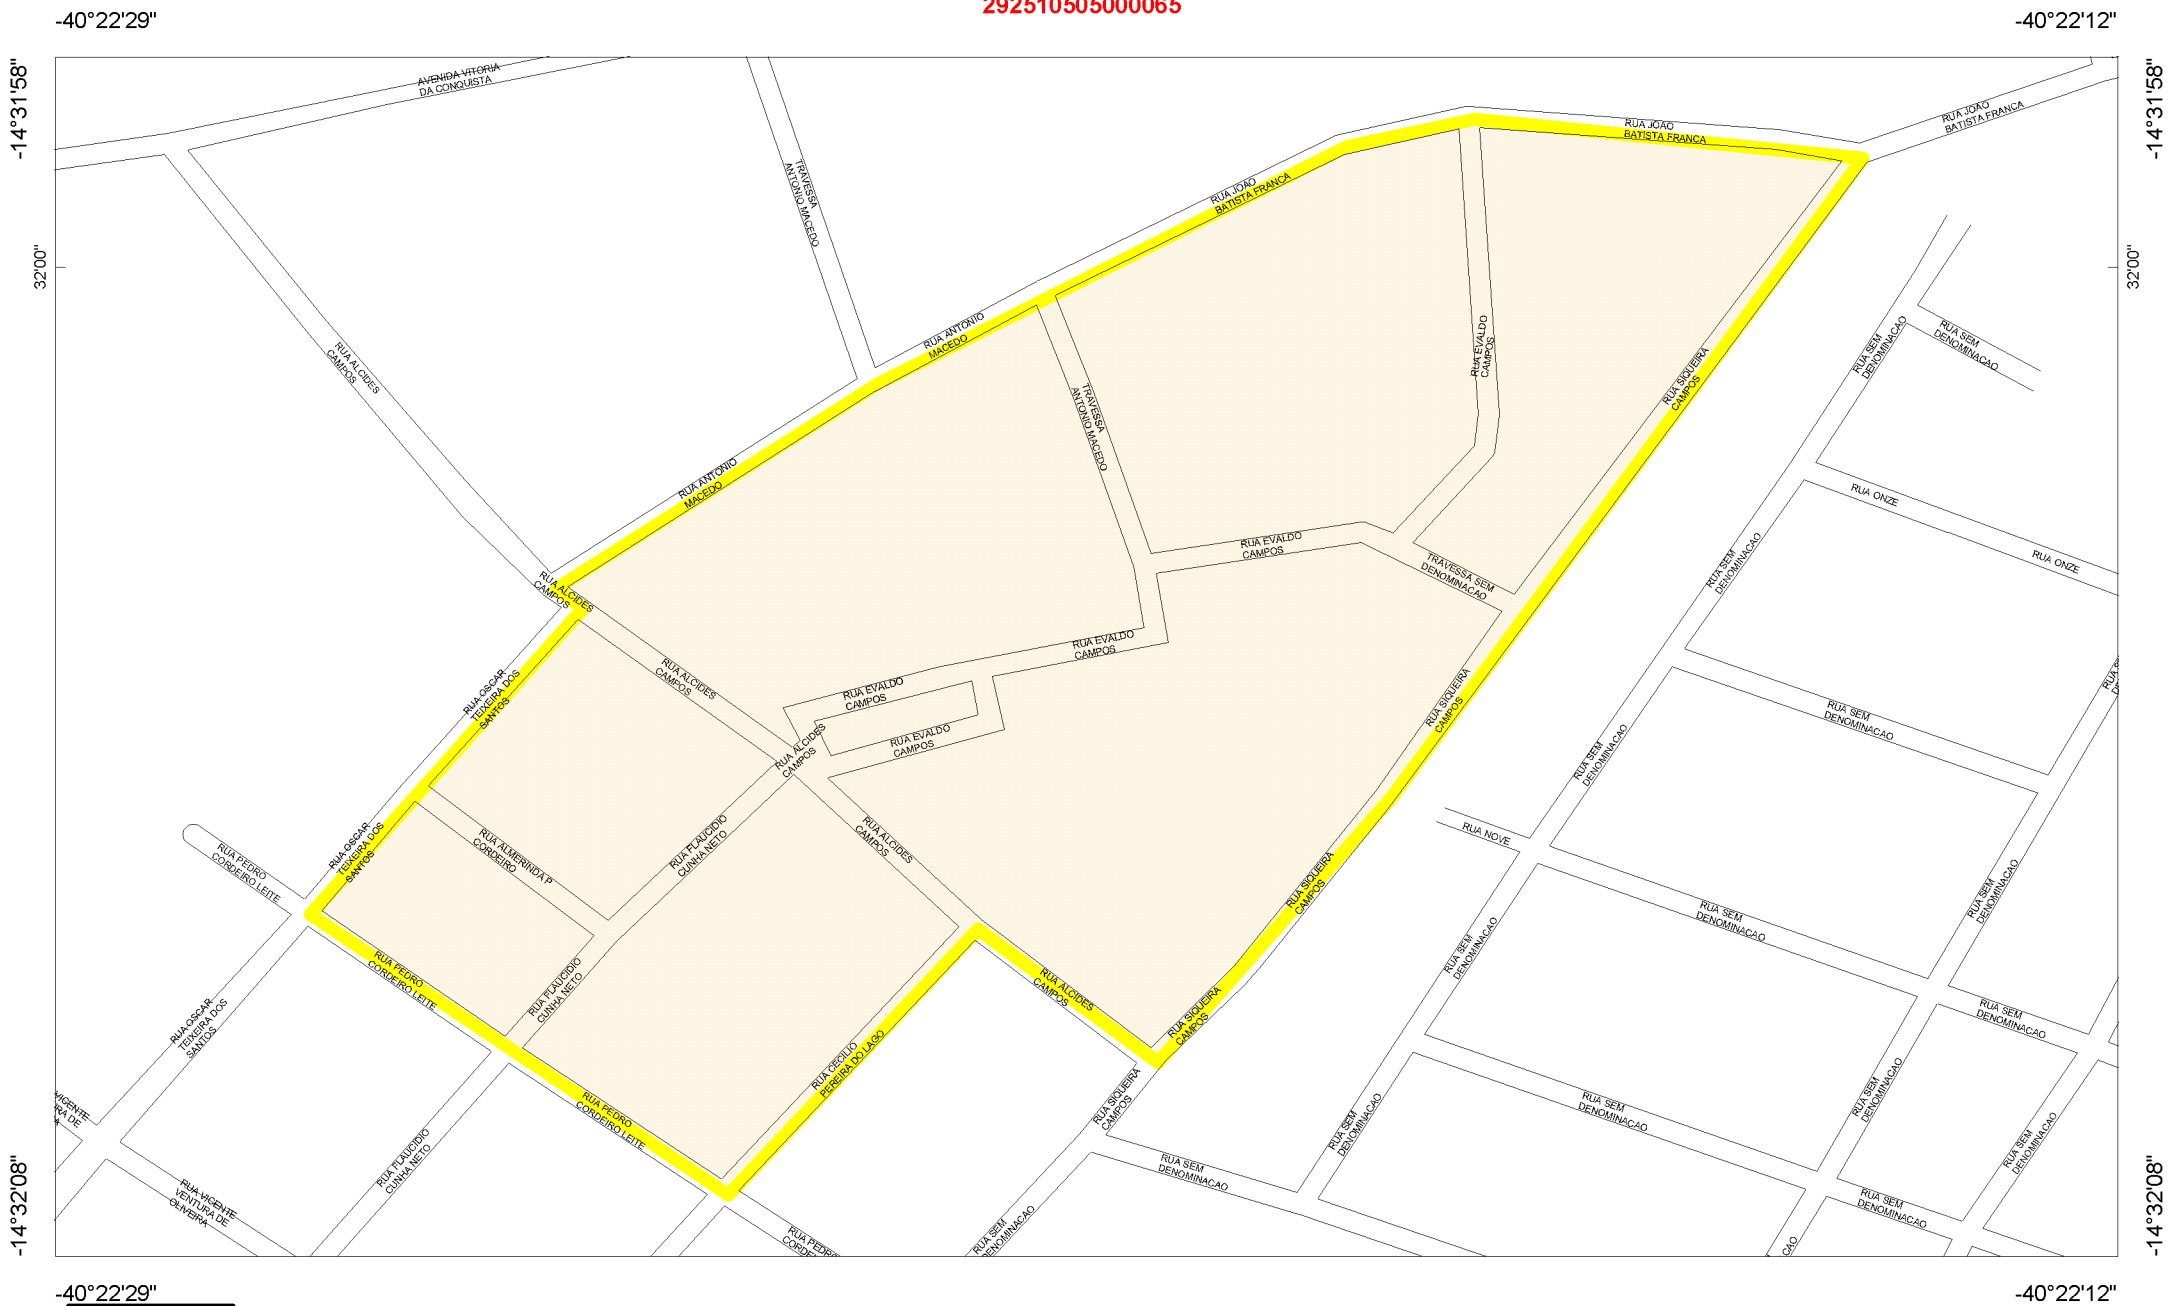 292510505000065
-40°22'29"
-40°22'12"
-14°31'58"
-14°31'58"
AVENIDA VITORIA
DA CONQUISTA
RUA JOAO
BATISTA FRANCA
RUA JOAO
BATISTA FRANCA
TRAVESSA
ANTONIO MACEDO
RUA JOAO
BATISTA FRANCA
32'00"
32'00"
RUA ANTONIO
MACEDO
RUA ALCIDES
CAMPOS
RUA EVALDO
CAMPOS
RUA SIQUEIRA
CAMPOS
RUA SEM
DENOMINACAO
RUA SEM
DENOMINACAO
TRAVESSA
ANTONIO MACEDO
RUA ANTONIO
MACEDO
RUA ONZE
RUA ONZE
RUA EVALDO
CAMPOS
TRAVESSA SEM
DENOMINACAO
RUA SEM
DENOMINACAO
RUA ALCIDES
CAMPOS
RUA EVALDO
CAMPOS
RUA ALCIDES
CAMPOS
RUA OSCAR
TEIXEIRA DOS
SANTOS
RUA EVALDO
CAMPOS
RUA SIQUEIRA
CAMPOS
RUA SEM
DENOMINACAO
RUA EVALDO
CAMPOS
RUA ALCIDES
CAMPOS
RUA SEM
DENOMINACAO
RUA OSCAR
TEIXEIRA DOS
SANTOS
RUA PEDRO
CORDEIRO LEITE
RUA ALMERINDA P
CORDEIRO
RUA FLAUCIDIO
CUNHA NETO
RUA ALCIDES
CAMPOS
RUA NOVE
RUA SIQUEIRA
CAMPOS
RUA SEM
DENOMINACAO
RUA SEM
DENOMINACAO
RUA SEM
DENOMINACAO
RUA PEDRO
CORDEIRO LEITE
RUA FLAUCIDIO
CUNHA NETO
RUA ALCIDES
CAMPOS
RUA SIQUEIRA
CAMPOS
RUA OSCAR
TEIXEIRA DOS
SANTOS
RUA SEM
DENOMINACAO
RUA CECILIO
PEREIRA DO LAGO
RUA SIQUEIRA
CAMPOS
RUA SEM
DENOMINACAO
RUA PEDRO
CORDEIRO LEITE
RUA SEM
DENOMINACAO
RUA SEM
DENOMINACAO
RUA SEM
DENOMINACAO
VICENTE
RA DE
RUA FLAUCIDIO
CUNHA NETO
RUA SEM
DENOMINACAO
RUA VICENTE
VENTURA DE
OLIVEIRA
RUA SEM
DENOMINACAO
RUA SEM
DENOMINACAO
RUA PEDRO
CORDE
CAO
-14°32'08"
-14°32'08"
-40°22'29"
-40°22'12"